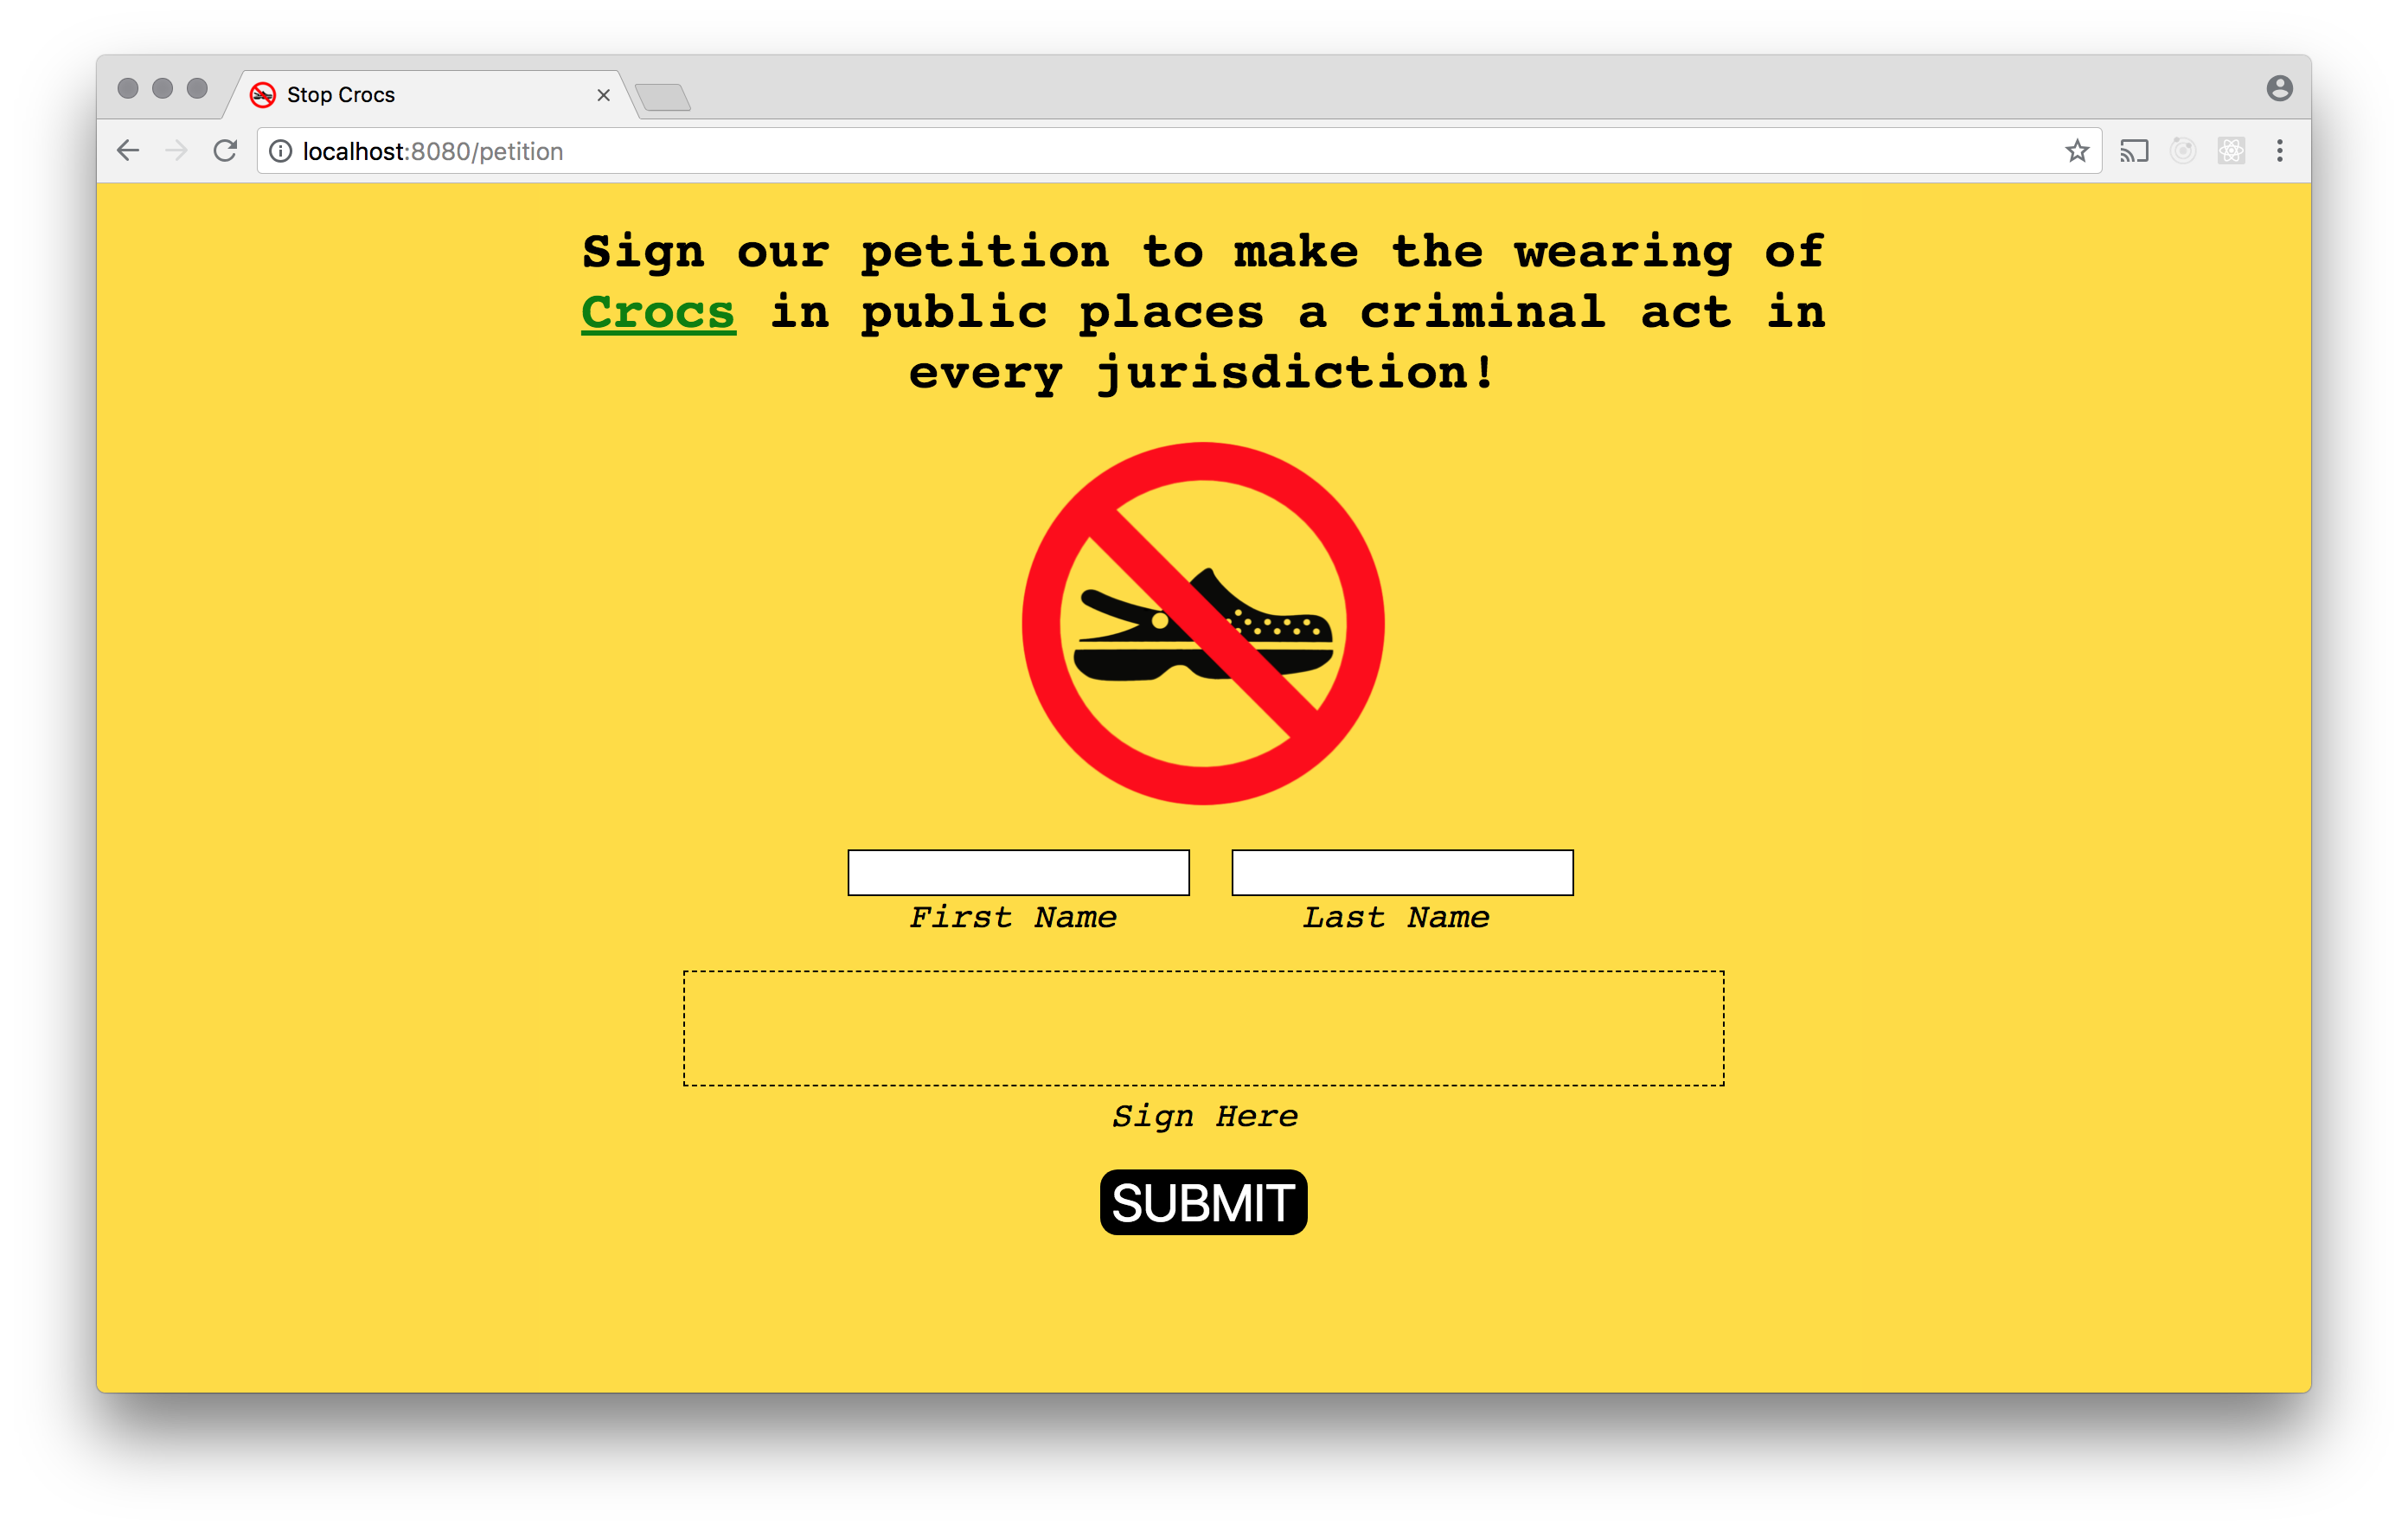 Stop Crocs
localhost:8080/petition
Sign our petition to make the wearing of
Crocs in public places a criminal act in
every jurisdiction!
First Name Last Name
Sign Here
SUBMIT